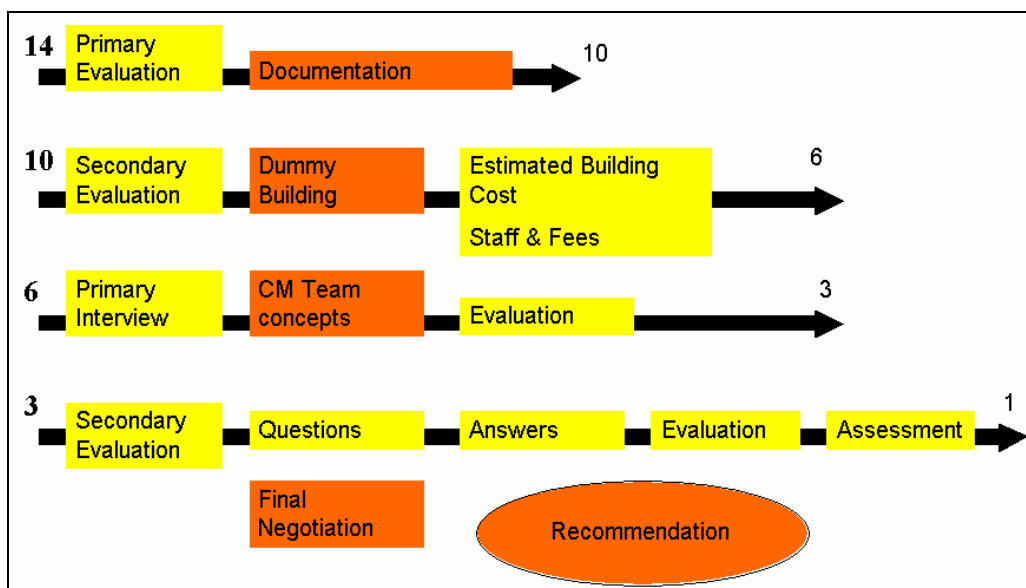 14
Primary
Evaluation
Documentation
10
10
Secondary
Evaluation
Dummy
Building
Estimated Building
Cost
Staff & Fees
6
6
Primary
Interview
CM Team
concepts
Evaluation
3
3
Secondary
Evaluation
Questions
Answers
Evaluation
Assessment
1
Final
Negotiation
Recommendation